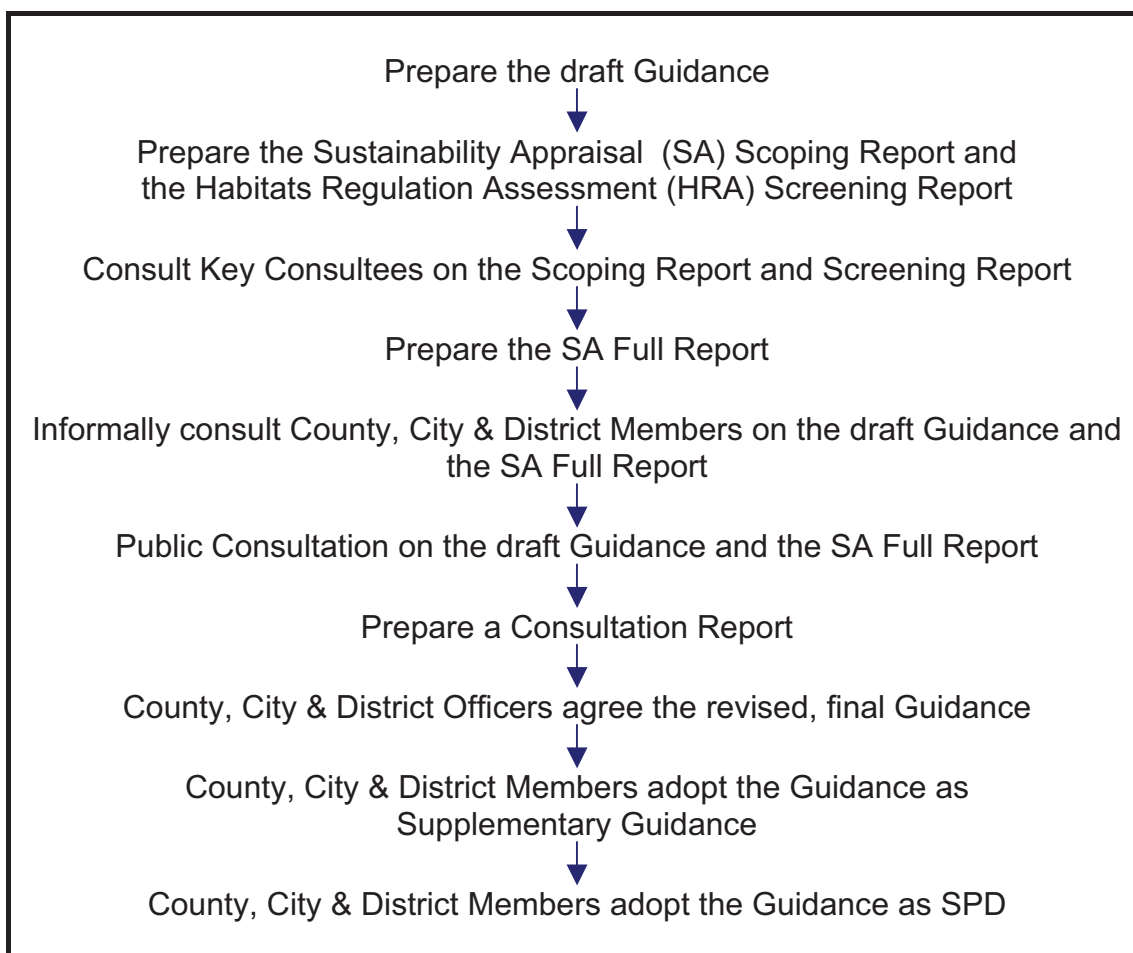 Prepare the draft Guidance
Prepare the Sustainability Appraisal (SA) Scoping Report and
the Habitats Regulation Assessment (HRA) Screening Report
Consult Key Consultees on the Scoping Report and Screening Report
Prepare the SA Full Report
Informally consult County, City & District Members on the draft Guidance and
the SA Full Report
Public Consultation on the draft Guidance and the SA Full Report
Prepare a Consultation Report
County, City & District Officers agree the revised, final Guidance
County, City & District Members adopt the Guidance as
Supplementary Guidance
County, City & District Members adopt the Guidance as SPD